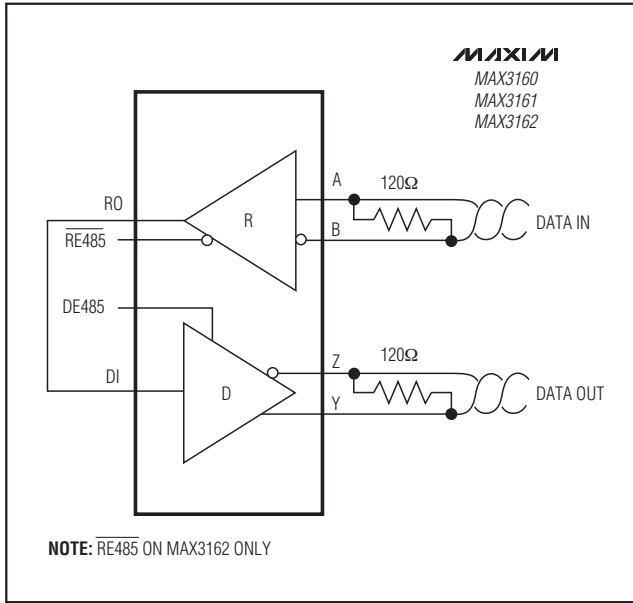 MAXIM
MAX3160
MAX3161
MAX3162
A
120Ω
RO
R
B
DATA IN
RE485
DE485
Z
120Ω
DI
D
Y
DATA OUT
NOTE: RE485 ON MAX3162 ONLY